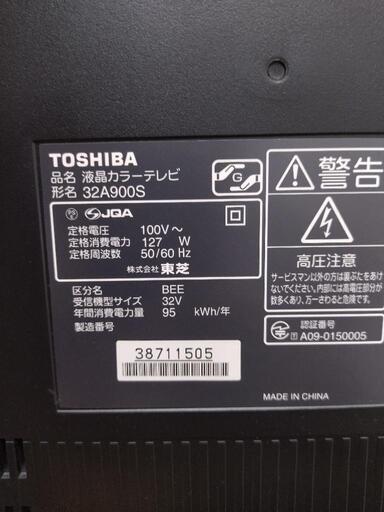 TOSHIBA
品名 液晶カラーテレビ
形名 32A900S
JQA
定格電圧 100V～
定格消費電力 127 W
定格周波数 50/60 Hz
株式会社 東芝
区分名 BEE
受信機型サイズ 32V
年間消費電力量 95 kWh/年
製造番号
38711505
G
警告
高圧注意
サービスマン以外の方は裏ぶたをあけ
ないでください。内部には高電圧部分が
数多くあり、万一さわると危険です。
認証番号
T A09-0150005
MADE IN CHINA